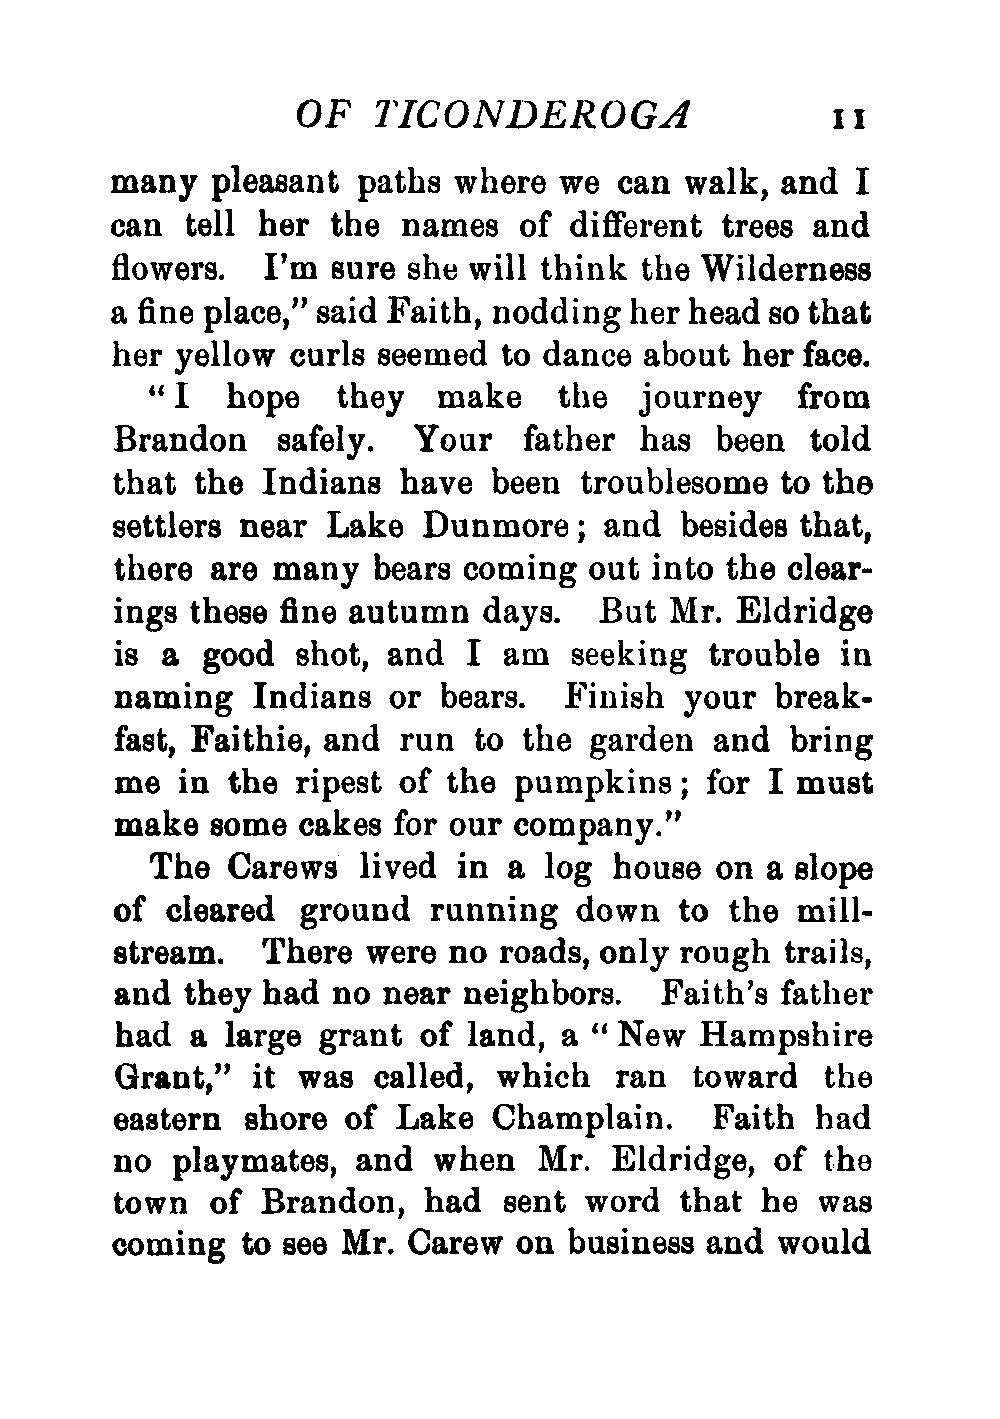 OF TICONDEROGA 11
many pleasant paths where we can walk, and I
can tell her the names of different trees and
flowers. I'm sure she will think the Wilderness
a fine place," said Faith, nodding her head so that
her yellow curls seemed to dance about her face.
"I hope they make the journey from
Brandon safely. Your father has been told
that the Indians have been troublesome to the
settlers near Lake Dunmore; and besides that,
there are many bears coming out into the clear-
ings these fine autumn days. But Mr. Eldridge
is a good shot, and I am seeking trouble in
naming Indians or bears. Finish your break-
fast, Faithie, and run to the garden and bring
me in the ripest of the pumpkins; for I must
make some cakes for our company."
The Carews lived in a log house on a slope
of cleared ground running down to the mill-
stream. There were no roads, only rough trails,
and they had no near neighbors. Faith's father
had a large grant of land, a "New Hampshire
Grant," it was called, which ran toward the
eastern shore of Lake Champlain. Faith had
no playmates, and when Mr. Eldridge, of the
town of Brandon, had sent word that he was
coming to see Mr. Carew on business and would